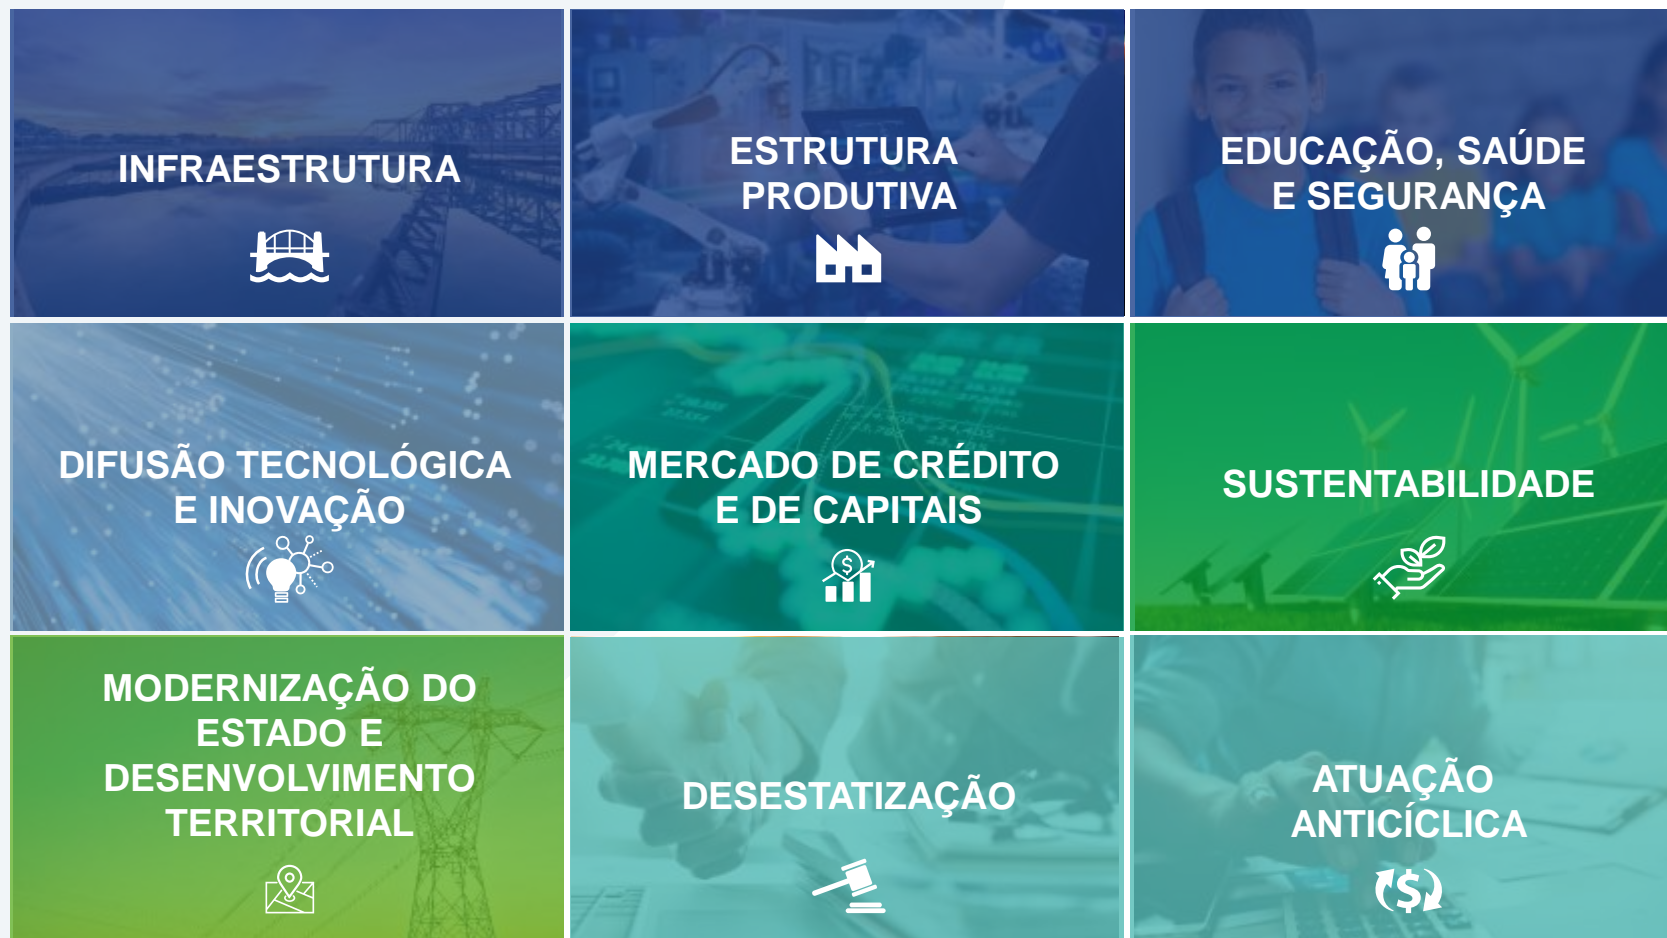 INFRAESTRUTURA
ESTRUTURA
PRODUTIVA
EDUCAÇÃO, SAÚDE
E SEGURANÇA
DIFUSÃO TECNOLÓGICA
E INOVAÇÃO
MERCADO DE CRÉDITO
E DE CAPITAIS
SUSTENTABILIDADE
MODERNIZAÇÃO DO
ESTADO E
DESENVOLVIMENTO
TERRITORIAL
DESESTATIZAÇÃO
ATUAÇÃO
ANTICÍCLICA